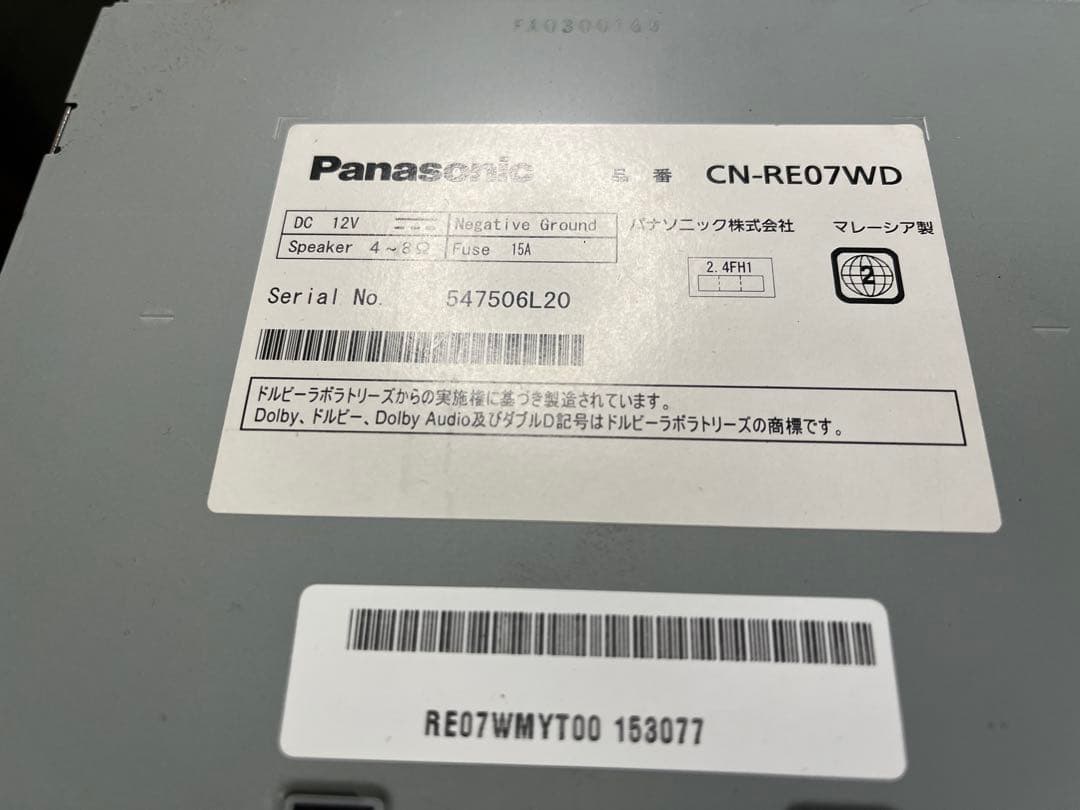 FA0300168
Panasonic 品 番 CN-RE07WD
DC 12V Negative Ground パナソニック株式会社 マレーシア製
Speaker 4～8Ω Fuse 15A
2.4FH1
2
Serial No. 547506L20
ドルビーラボラトリーズからの実施権に基づき製造されています。
Dolby、ドルビー、Dolby Audio及びダブルD記号はドルビーラボラトリーズの商標です。
RE07WMYT00 153077